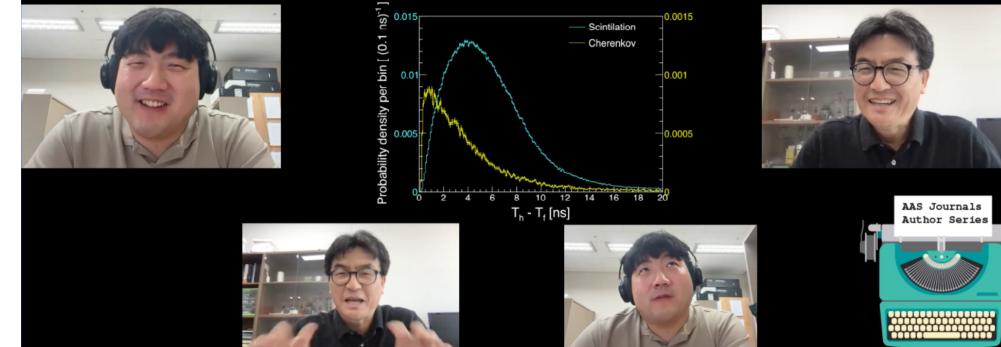 Probability density per bin [ (0.1 ns)⁻¹ ]
0.015
0.01
0.005
0
Scintilation
Cherenkov
0.0015
0.001
0.0005
0
0 2 4 6 8 10 12 14 16 18 20
Tₕ - T_f [ns]
AAS Journals
Author Series